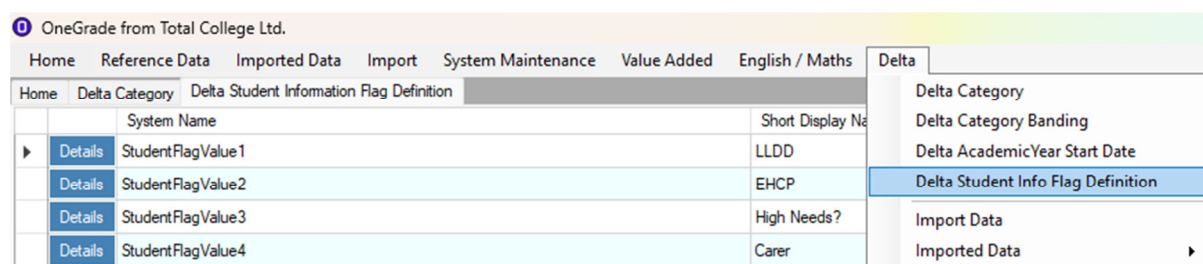 OneGrade from Total College Ltd.
Home Reference Data Imported Data Import System Maintenance Value Added English / Maths Delta
Home Delta Category Delta Student Information Flag Definition
System Name Short Display
Details StudentFlagValue1 LLDD
Details StudentFlagValue2 EHCP
Details StudentFlagValue3 High Needs?
Details StudentFlagValue4 Carer
Delta Category
Delta Category Banding
Delta AcademicYear Start Date
Delta Student Info Flag Definition
Import Data
Imported Data